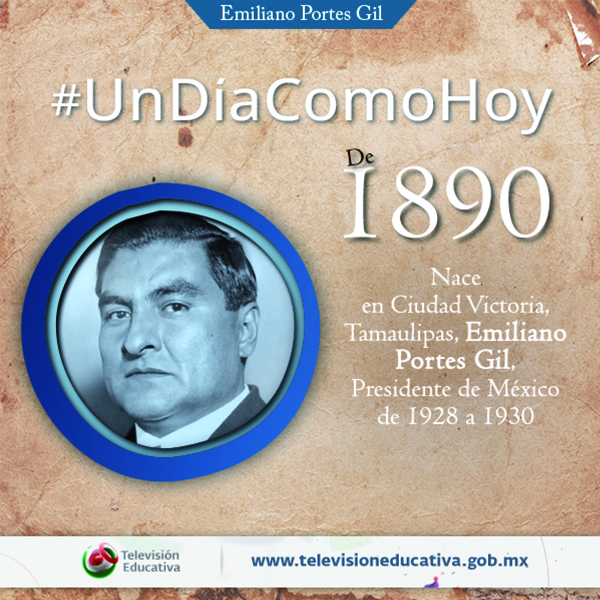 Emiliano Portes Gil
#UnDíaComoHoy
De
1890
Nace
en Ciudad Victoria,
Tamaulipas, Emiliano
Portes Gil,
Presidente de México
de 1928 a 1930
Televisión
Educativa
www.televisioneducativa.gob.mx